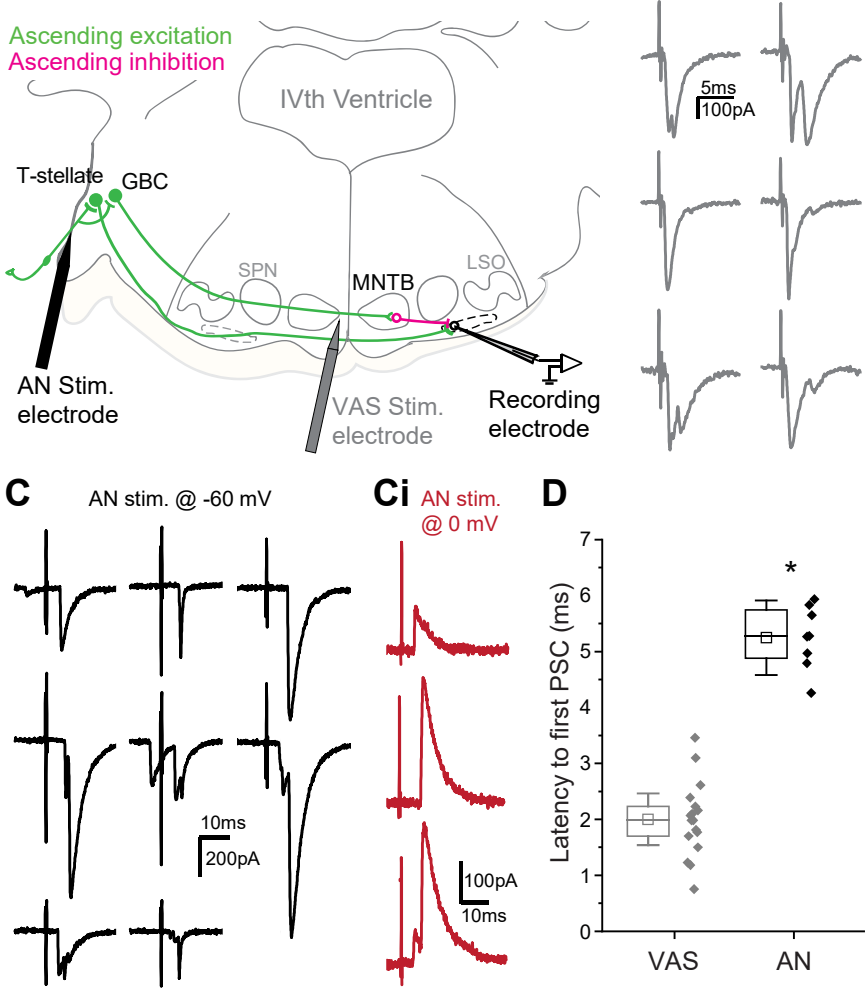 Ascending excitation
Ascending inhibition
IVth Ventricle
T-stellate
GBC
SPN
MNTB
LSO
AN Stim.
electrode
VAS Stim.
electrode
Recording
electrode
5ms
100pA
C
AN stim. @ -60 mV
10ms
200pA
Ci
AN stim.
@ 0 mV
100pA
10ms
D
Latency to first PSC (ms)
7
6
5
4
3
2
1
0
*
VAS
AN